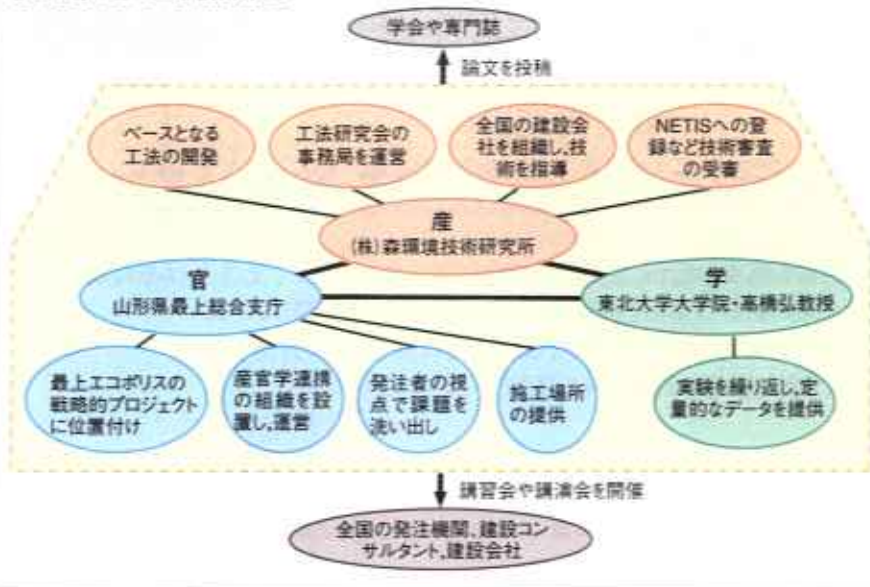 学会や専門誌
論文を投稿
ベースとなる
工法の開発
工法研究会の
事務局を運営
全国の建設会
社を組織し、技
術を指導
NETISへの登
録など技術審査
の受審
産
(株)森環境技術研究所
官
山形県最上総合支庁
学
東北大学大学院・高橋弘教授
最上エコポリスの
戦略的プロジェクト
に位置付け
産官学連携
の組織を設
置し、運営
発注者の視
点で課題を
洗い出し
施工場所
の提供
実験を繰り返し、定
量的なデータを提供
講習会や講演会を開催
全国の発注機関、建設コン
サルタント、建設会社